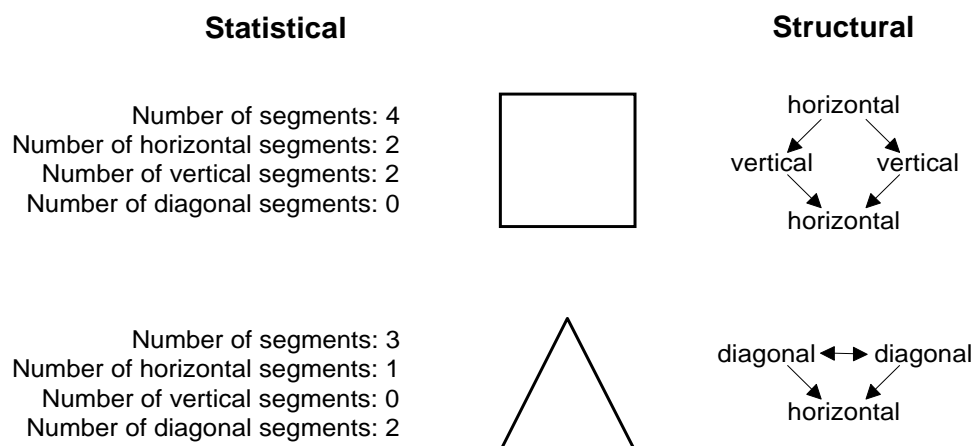 Statistical
Structural
Number of segments: 4
Number of horizontal segments: 2
Number of vertical segments: 2
Number of diagonal segments: 0
horizontal
vertical vertical
horizontal
Number of segments: 3
Number of horizontal segments: 1
Number of vertical segments: 0
Number of diagonal segments: 2
diagonal diagonal
horizontal